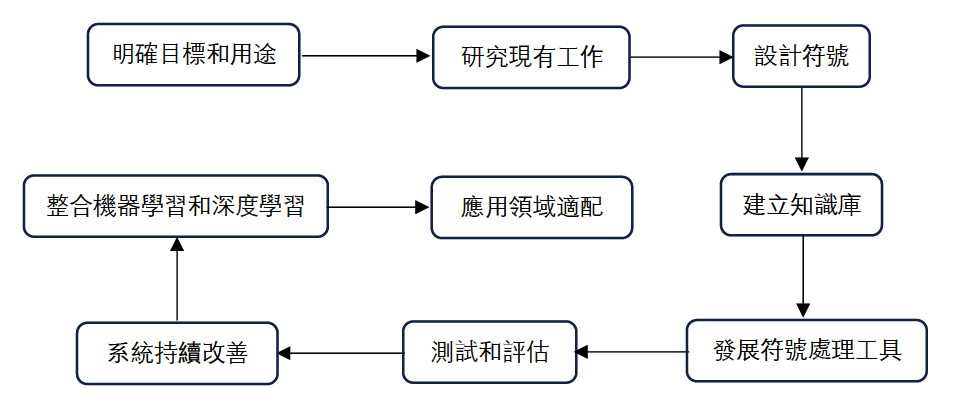 明確目標和用途
研究現有工作
設計符號
建立知識庫
發展符號處理工具
測試和評估
系統持續改善
整合機器學習和深度學習
應用領域適配